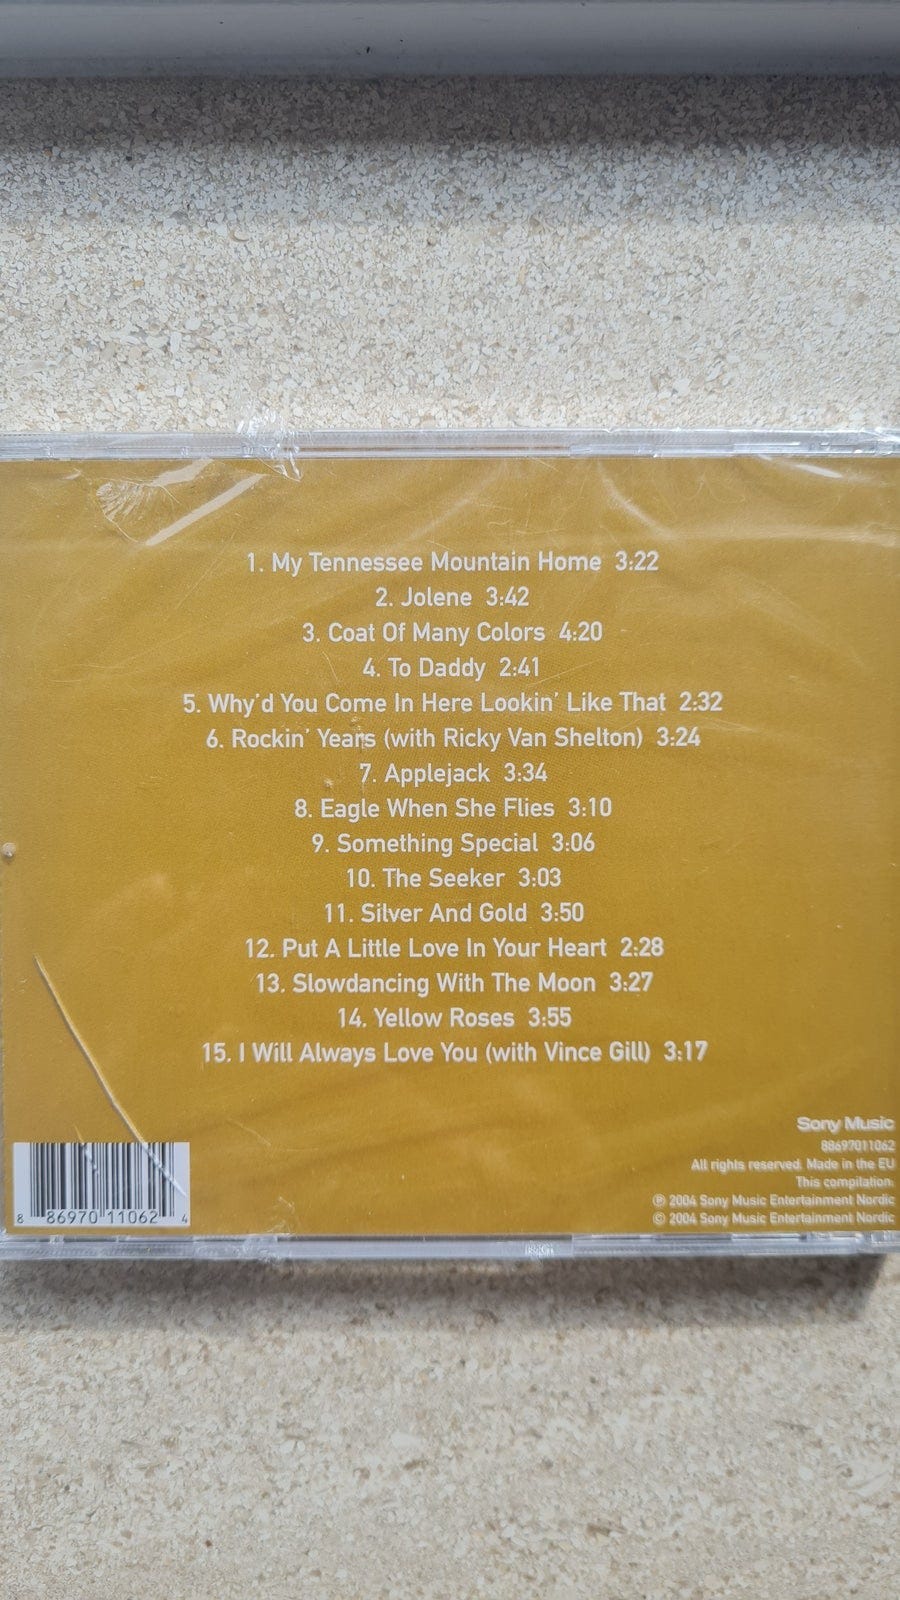 1. My Tennessee Mountain Home 3:22
2. Jolene 3:42
3. Coat Of Many Colors 4:20
4. To Daddy 2:41
5. Why'd You Come In Here Lookin' Like That 2:32
6. Rockin' Years (with Ricky Van Shelton) 3:24
7. Applejack 3:34
8. Eagle When She Flies 3:10
9. Something Special 3:06
10. The Seeker 3:03
11. Silver And Gold 3:50
12. Put A Little Love In Your Heart 2:28
13. Slowdancing With The Moon 3:27
14. Yellow Roses 3:55
15. I Will Always Love You (with Vince Gill) 3:17
Sony Music
88697011062
All rights reserved. Made in the EU
This compilation:
℗ 2004 Sony Music Entertainment Nordic
© 2004 Sony Music Entertainment Nordic
8 86970 11062 4